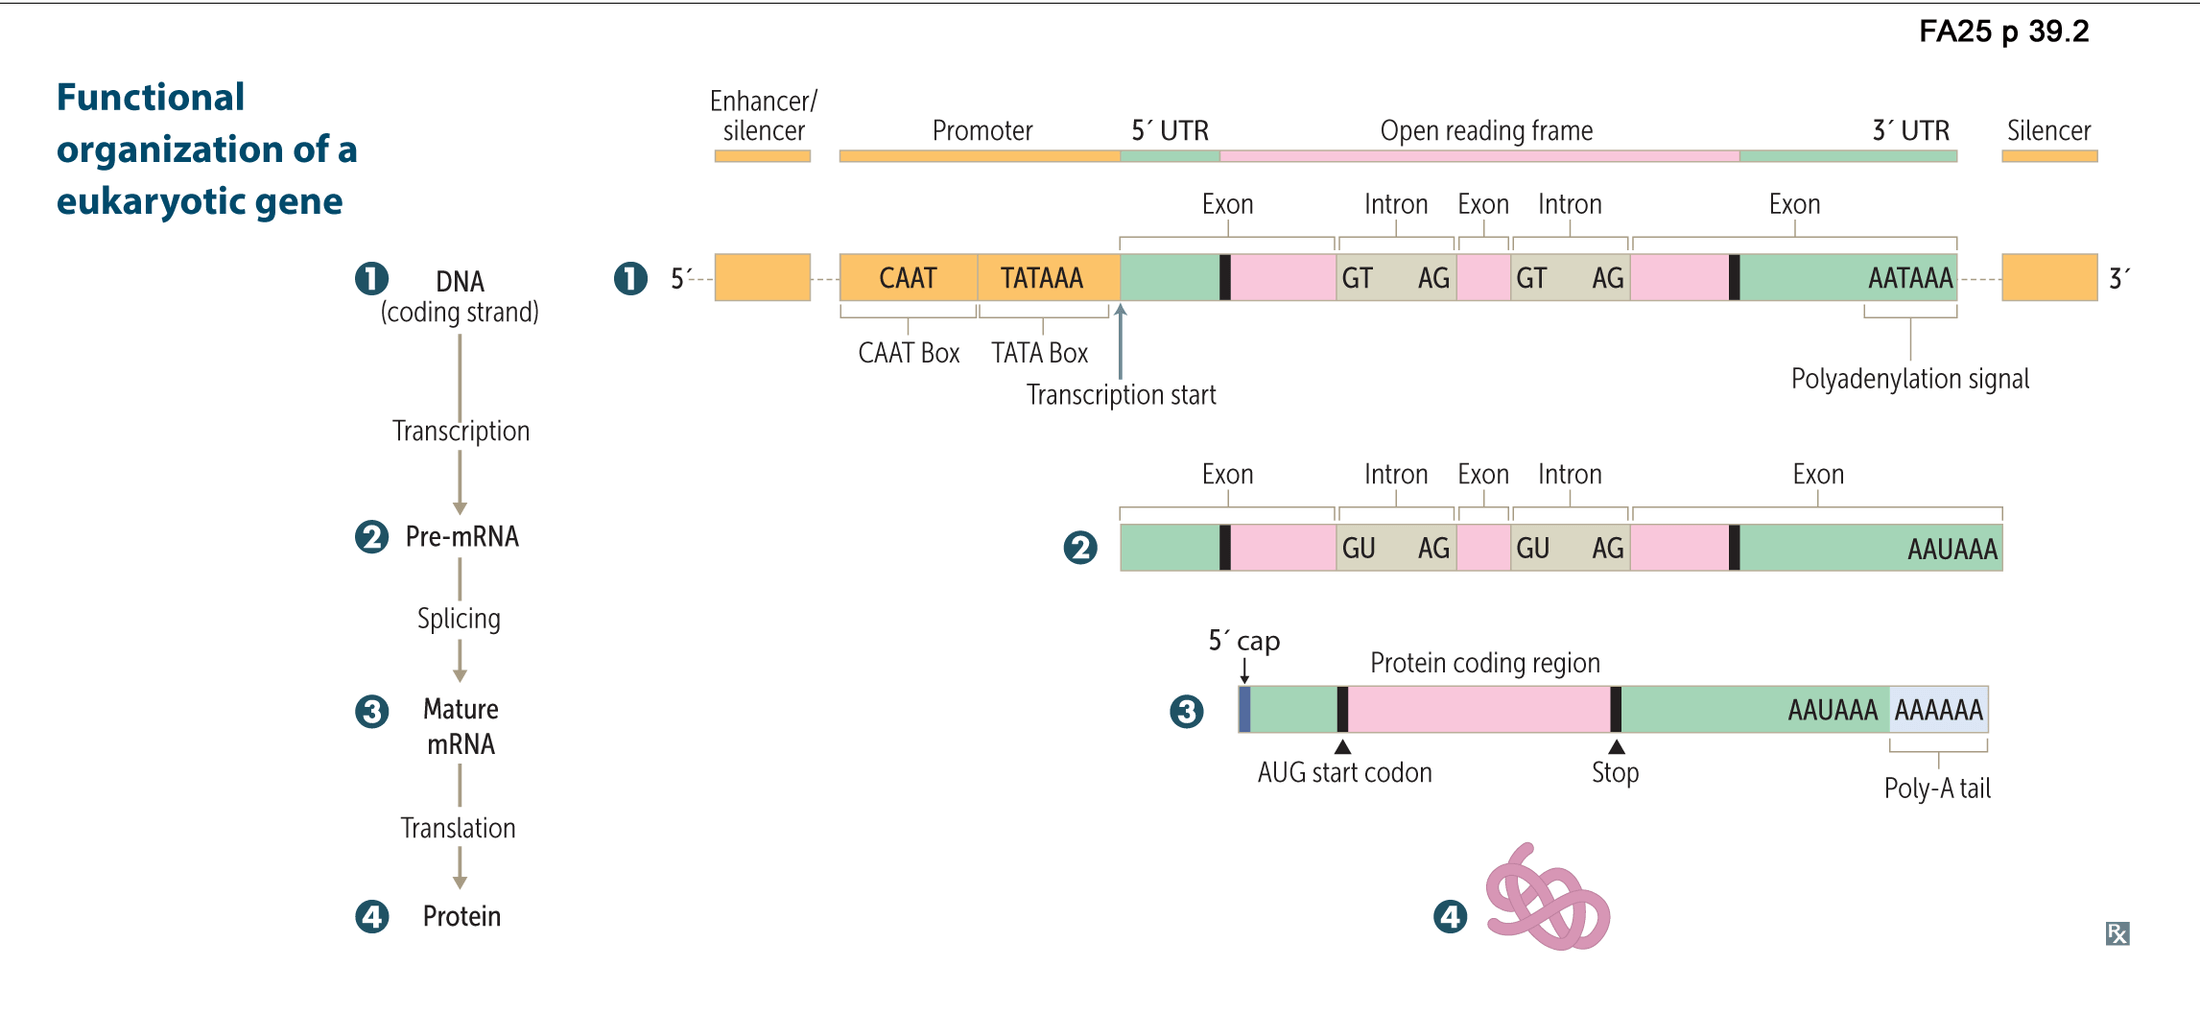 FA25 p 39.2
Functional
organization of a
eukaryotic gene
Enhancer/
silencer
Promoter
5´ UTR
Open reading frame
3´ UTR
Silencer
Exon
Intron
Exon
Intron
Exon
1
DNA
(coding strand)
1
5´
CAAT
TATAAA
GT
AG
GT
AG
AATAAA
3´
CAAT Box
TATA Box
Transcription start
Polyadenylation signal
Transcription
Exon
Intron
Exon
Intron
Exon
2
Pre-mRNA
2
GU
AG
GU
AG
AAUAAA
Splicing
5´ cap
Protein coding region
3
Mature
mRNA
3
AAUAAA
AAAAAA
AUG start codon
Stop
Poly-A tail
Translation
4
Protein
4
Rx